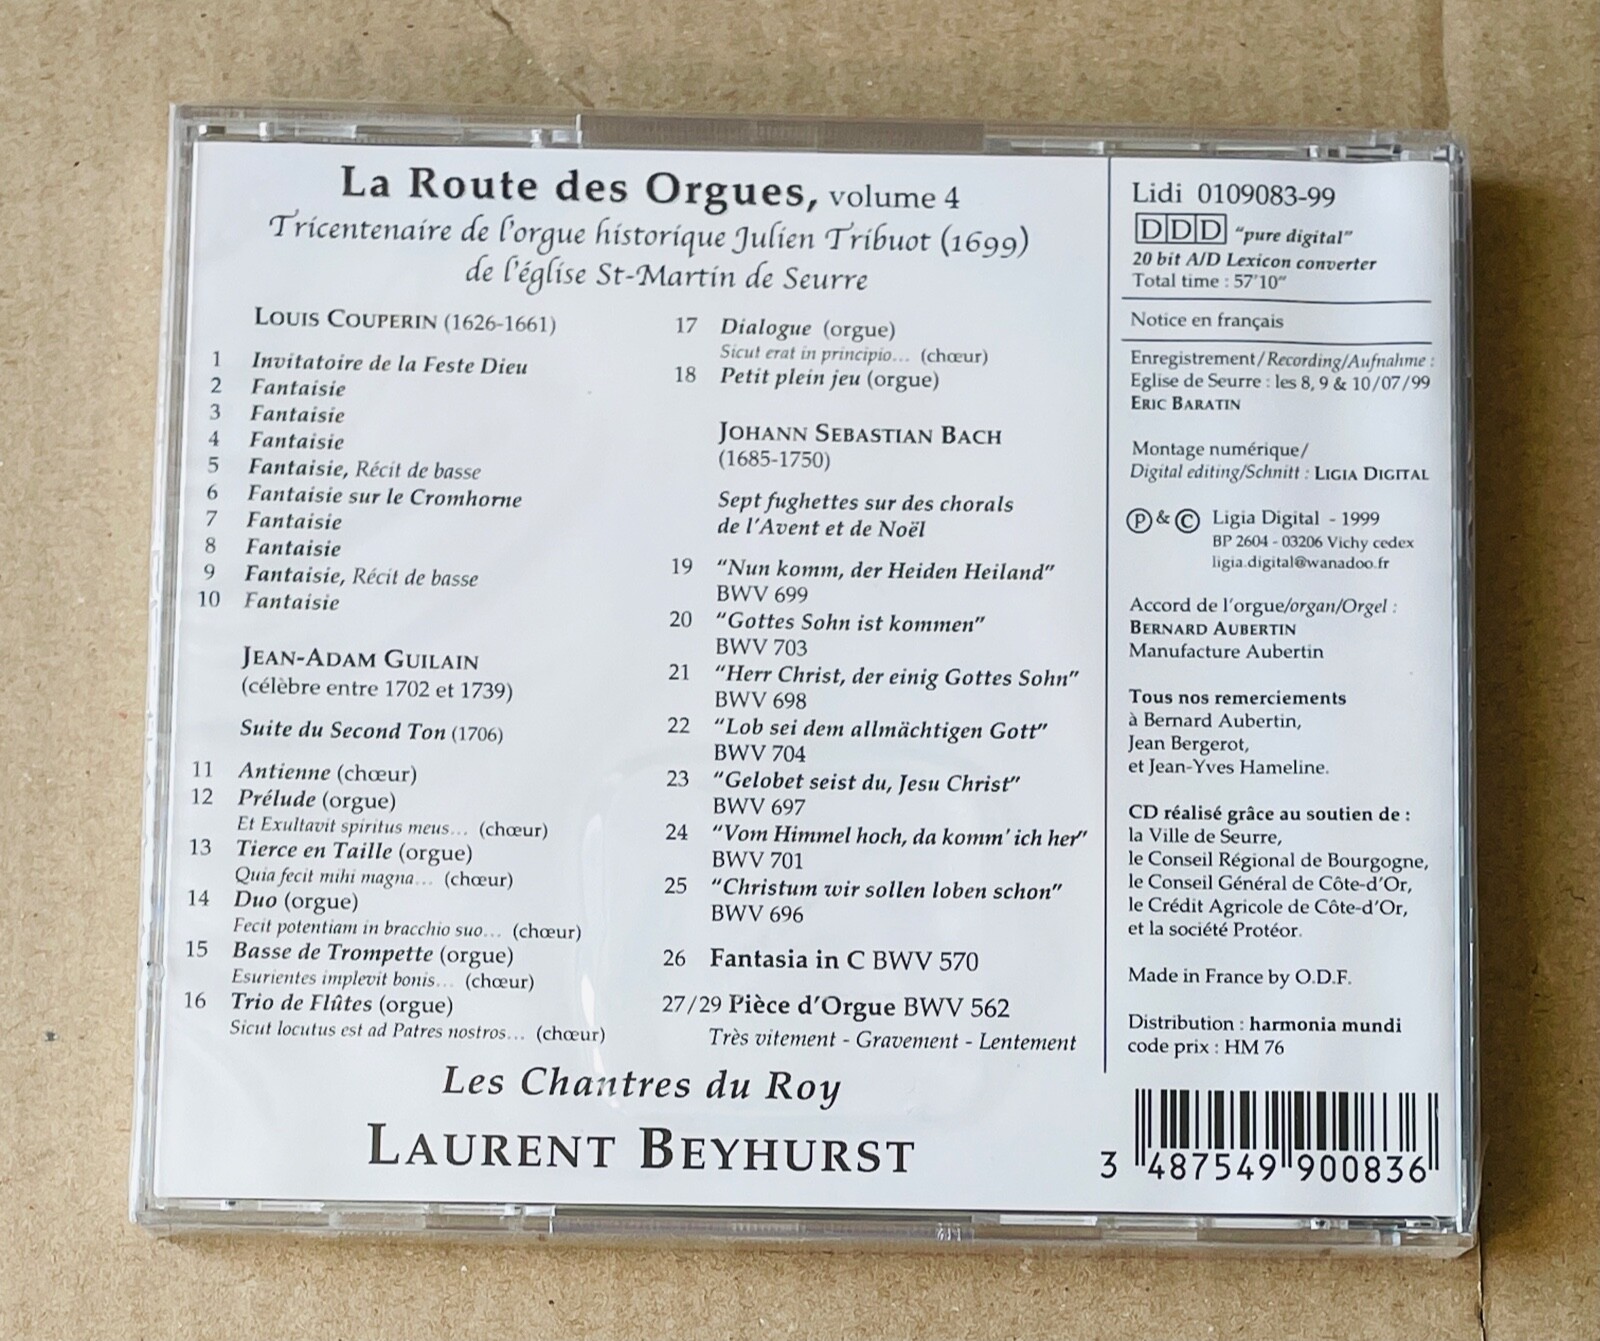 La Route des Orgues, volume 4
Tricentenaire de l'orgue historique Julien Tribuot (1699)
de l'église St-Martin de Seurre
LOUIS COUPERIN (1626-1661)
1 Invitatoire de la Feste Dieu
2 Fantaisie
3 Fantaisie
4 Fantaisie
5 Fantaisie, Récit de basse
6 Fantaisie sur le Cromhorne
7 Fantaisie
8 Fantaisie
9 Fantaisie, Récit de basse
10 Fantaisie
JEAN-ADAM GUILAIN
(célèbre entre 1702 et 1739)
Suite du Second Ton (1706)
11 Antienne (chœur)
12 Prélude (orgue)
Et Exultavit spiritus meus... (chœur)
13 Tierce en Taille (orgue)
Quia fecit mihi magna... (chœur)
14 Duo (orgue)
Fecit potentiam in bracchio suo... (chœur)
15 Basse de Trompette (orgue)
Esurientes implevit bonis... (chœur)
16 Trio de Flûtes (orgue)
Sicut locutus est ad Patres nostros... (chœur)
17 Dialogue (orgue)
Sicut erat in principio... (chœur)
18 Petit plein jeu (orgue)
JOHANN SEBASTIAN BACH
(1685-1750)
Sept fughettes sur des chorals
de l'Avent et de Noël
19 "Nun komm, der Heiden Heiland"
BWV 699
20 "Gottes Sohn ist kommen"
BWV 703
21 "Herr Christ, der einig Gottes Sohn"
BWV 698
22 "Lob sei dem allmächtigen Gott"
BWV 704
23 "Gelobet seist du, Jesu Christ"
BWV 697
24 "Vom Himmel hoch, da komm' ich her"
BWV 701
25 "Christum wir sollen loben schon"
BWV 696
26 Fantasia in C BWV 570
27/29 Pièce d'Orgue BWV 562
Très vitement - Gravement - Lentement
Les Chantres du Roy
LAURENT BEYHURST
Lidi 0109083-99
DDD "pure digital"
20 bit A/D Lexicon converter
Total time : 57'10"
Notice en français
Enregistrement/Recording/Aufnahme :
Eglise de Seurre : les 8, 9 & 10/07/99
ERIC BARATIN
Montage numérique/
Digital editing/Schnitt : LIGIA DIGITAL
Ⓟ & © Ligia Digital - 1999
BP 2604 - 03206 Vichy cedex
ligia.digital@wanadoo.fr
Accord de l'orgue/organ/Orgel :
BERNARD AUBERTIN
Manufacture Aubertin
Tous nos remerciements
à Bernard Aubertin,
Jean Bergerot,
et Jean-Yves Hameline.
CD réalisé grâce au soutien de :
la Ville de Seurre,
le Conseil Régional de Bourgogne,
le Conseil Général de Côte-d'Or,
le Crédit Agricole de Côte-d'Or,
et la société Protéor.
Made in France by O.D.F.
Distribution : harmonia mundi
code prix : HM 76
3 487549 900836